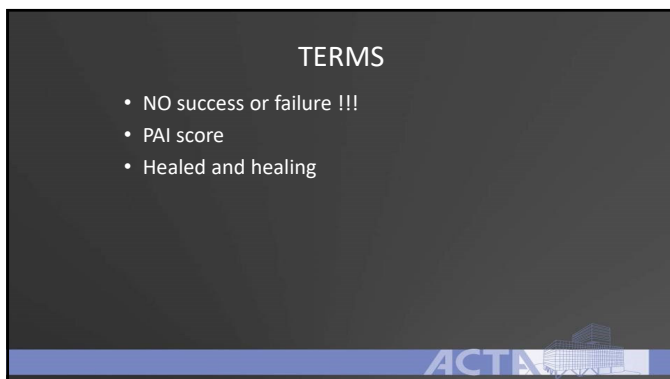 TERMS
• NO success or failure !!!
• PAI score
• Healed and healing
ACTA